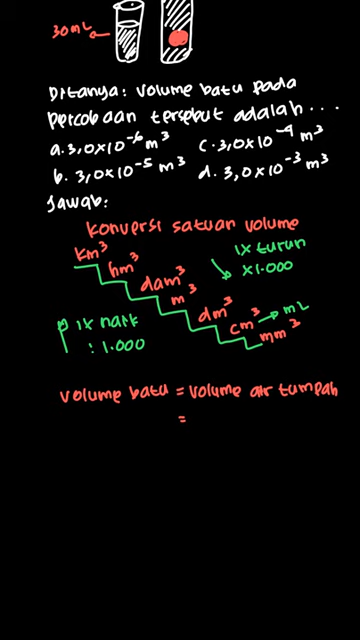 30mL
Ditanya: Volume batu pada
percobaan tersebut adalah ...
a. 3,0 x 10⁻⁶ m³ c. 3,0 x 10⁻⁴ m³
b. 3,0 x 10⁻⁵ m³ d. 3,0 x 10⁻³ m³
Jawab:
Konversi satuan volume
km³
hm³
dam³
m³
dm³
cm³ → mL
mm³
1x turun
x1.000
1x naik
: 1.000
Volume batu = volume air tumpah
=